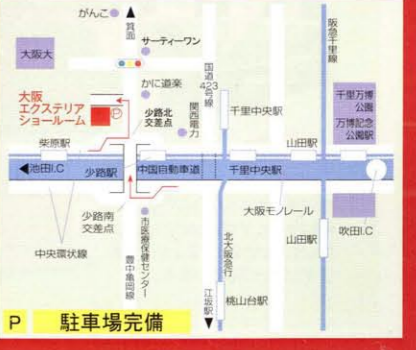 がんこ
箕面
サーティーワン
阪急千里線
大阪大
国道423号線
かに道楽
大阪
エクステリア
ショールーム
P
少路北
交差点
関西電力
千里中央駅
千里万博
公園
万博記念
公園駅
柴原駅
山田駅
池田I.C
少路駅
中国自動車道
千里中央駅
少路南
交差点
大阪モノレール
吹田I.C
中央環状線
市医療保健センター
豊中亀岡線
北大阪急行
山田駅
江坂駅
桃山台駅
P 駐車場完備